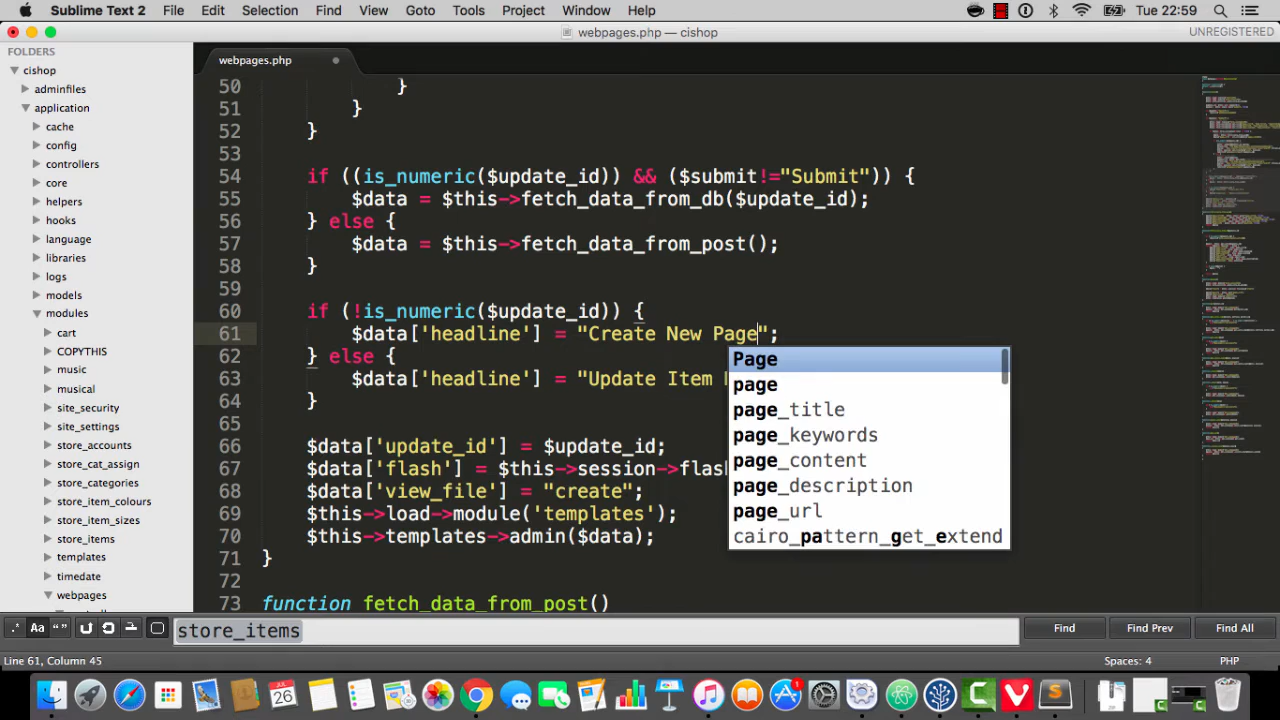 Sublime Text 2 File Edit Selection Find View Goto Tools Project Window Help Tue 22:59
webpages.php — cishop UNREGISTERED
FOLDERS
cishop
adminfiles
application
cache
config
controllers
core
helpers
hooks
language
libraries
logs
models
modules
cart
COPYTHIS
music
musical
site_security
site_settings
store_accounts
store_cat_assign
store_categories
store_item_colours
store_item_sizes
store_items
templates
timedate
webpages
webpages.php
50 }
51 }
52 }
53
54 if ((is_numeric($update_id)) && ($submit!="Submit")) {
55 $data = $this->fetch_data_from_db($update_id);
56 } else {
57 $data = $this->fetch_data_from_post();
58 }
59
60 if (!is_numeric($update_id)) {
61 $data['headline'] = "Create New Page";
62 } else {
63 $data['headline'] = "Update Item
64 }
65
66 $data['update_id'] = $update_id;
67 $data['flash'] = $this->session->flas
68 $data['view_file'] = "create";
69 $this->load->module('templates');
70 $this->templates->admin($data);
71 }
72
73 function fetch_data_from_post()
Page
page
page_title
page_keywords
page_content
page_description
page_url
cairo_pattern_get_extend
.* Aa “” store_items Find Find Prev Find All
Line 61, Column 45 Spaces: 4 PHP
JUL
26
1